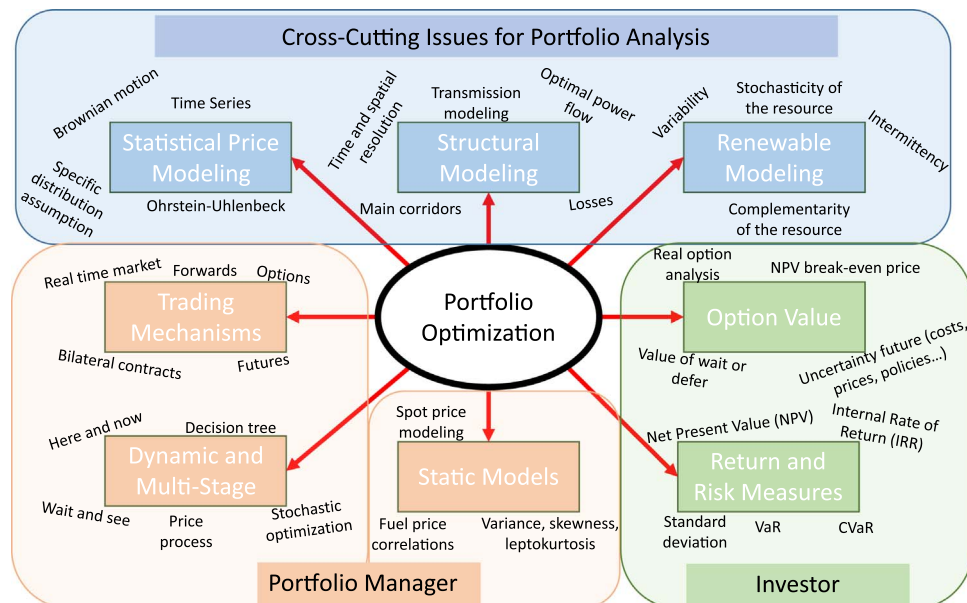 Cross-Cutting Issues for Portfolio Analysis
Brownian motion
Time Series
Statistical Price
Modeling
Specific
distribution
assumption
Ohrstein-Uhlenbeck
Time and spatial
resolution
Transmission
modeling
Optimal power
flow
Structural
Modeling
Main corridors
Losses
Variability
Stochasticity of
the resource
Intermittency
Renewable
Modeling
Complementarity
of the resource
Real time market
Forwards
Options
Trading
Mechanisms
Bilateral contracts
Futures
Portfolio
Optimization
Real option
analysis
NPV break-even price
Option Value
Value of wait or
defer
Uncertainty future (costs,
prices, policies...)
Here and now
Decision tree
Dynamic and
Multi-Stage
Wait and see
Price
process
Stochastic
optimization
Spot price
modeling
Static Models
Fuel price
correlations
Variance, skewness,
leptokurtosis
Net Present Value (NPV)
Internal Rate of
Return (IRR)
Return and
Risk Measures
Standard
deviation
VaR
CVaR
Portfolio Manager
Investor